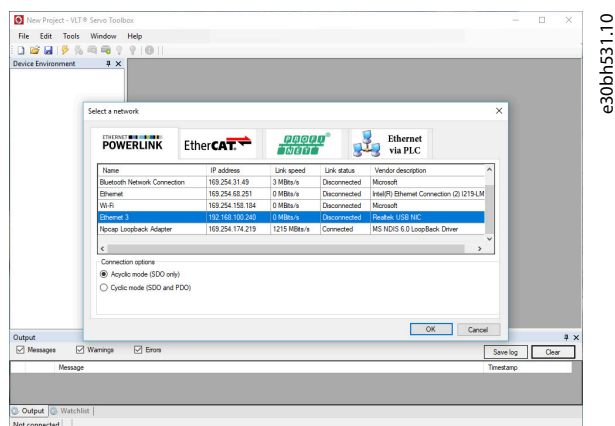 New Project - VLT® Servo Toolbox
File Edit Tools Window Help
Device Environment
Select a network
ETHERNET
POWERLINK
EtherCAT
PROFI
NET
Ethernet
via PLC
Name IP address Link speed Link status Vendor description
Bluetooth Network Connection 169.254.31.49 3 MBits/s Disconnected Microsoft
Ethernet 169.254.68.251 0 MBits/s Disconnected Intel(R) Ethernet Connection (2) I219-LM
Wi-Fi 169.254.158.184 0 MBits/s Disconnected Microsoft
Ethernet 3 192.168.100.240 0 MBits/s Disconnected Realtek USB NIC
Npcap Loopback Adapter 169.254.174.219 1215 MBits/s Connected MS NDIS 6.0 LoopBack Driver
Connection options
Acyclic mode (SDO only)
Cyclic mode (SDO and PDO)
OK Cancel
Output
Messages Warnings Errors Save log Clear
Message Timestamp
Output Watchlist
Not connected
e30bh531.10